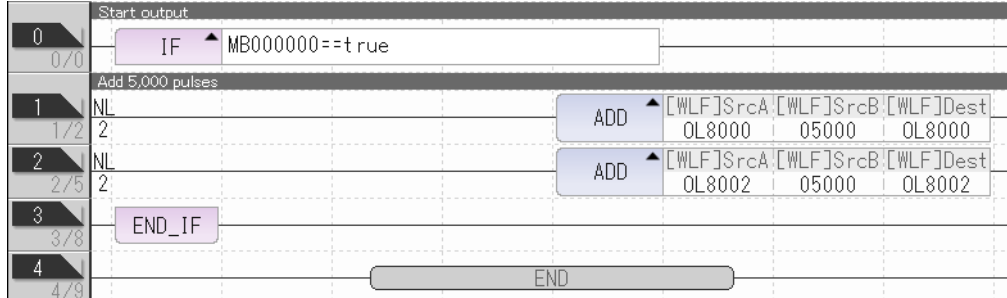 Start output
0
0/0
IF MB000000==true
Add 5,000 pulses
1
1/2
NL
2
ADD [WLF]SrcA [WLF]SrcB [WLF]Dest
OL8000 05000 OL8000
2
2/5
NL
2
ADD [WLF]SrcA [WLF]SrcB [WLF]Dest
OL8002 05000 OL8002
3
3/8
END_IF
4
4/9
END